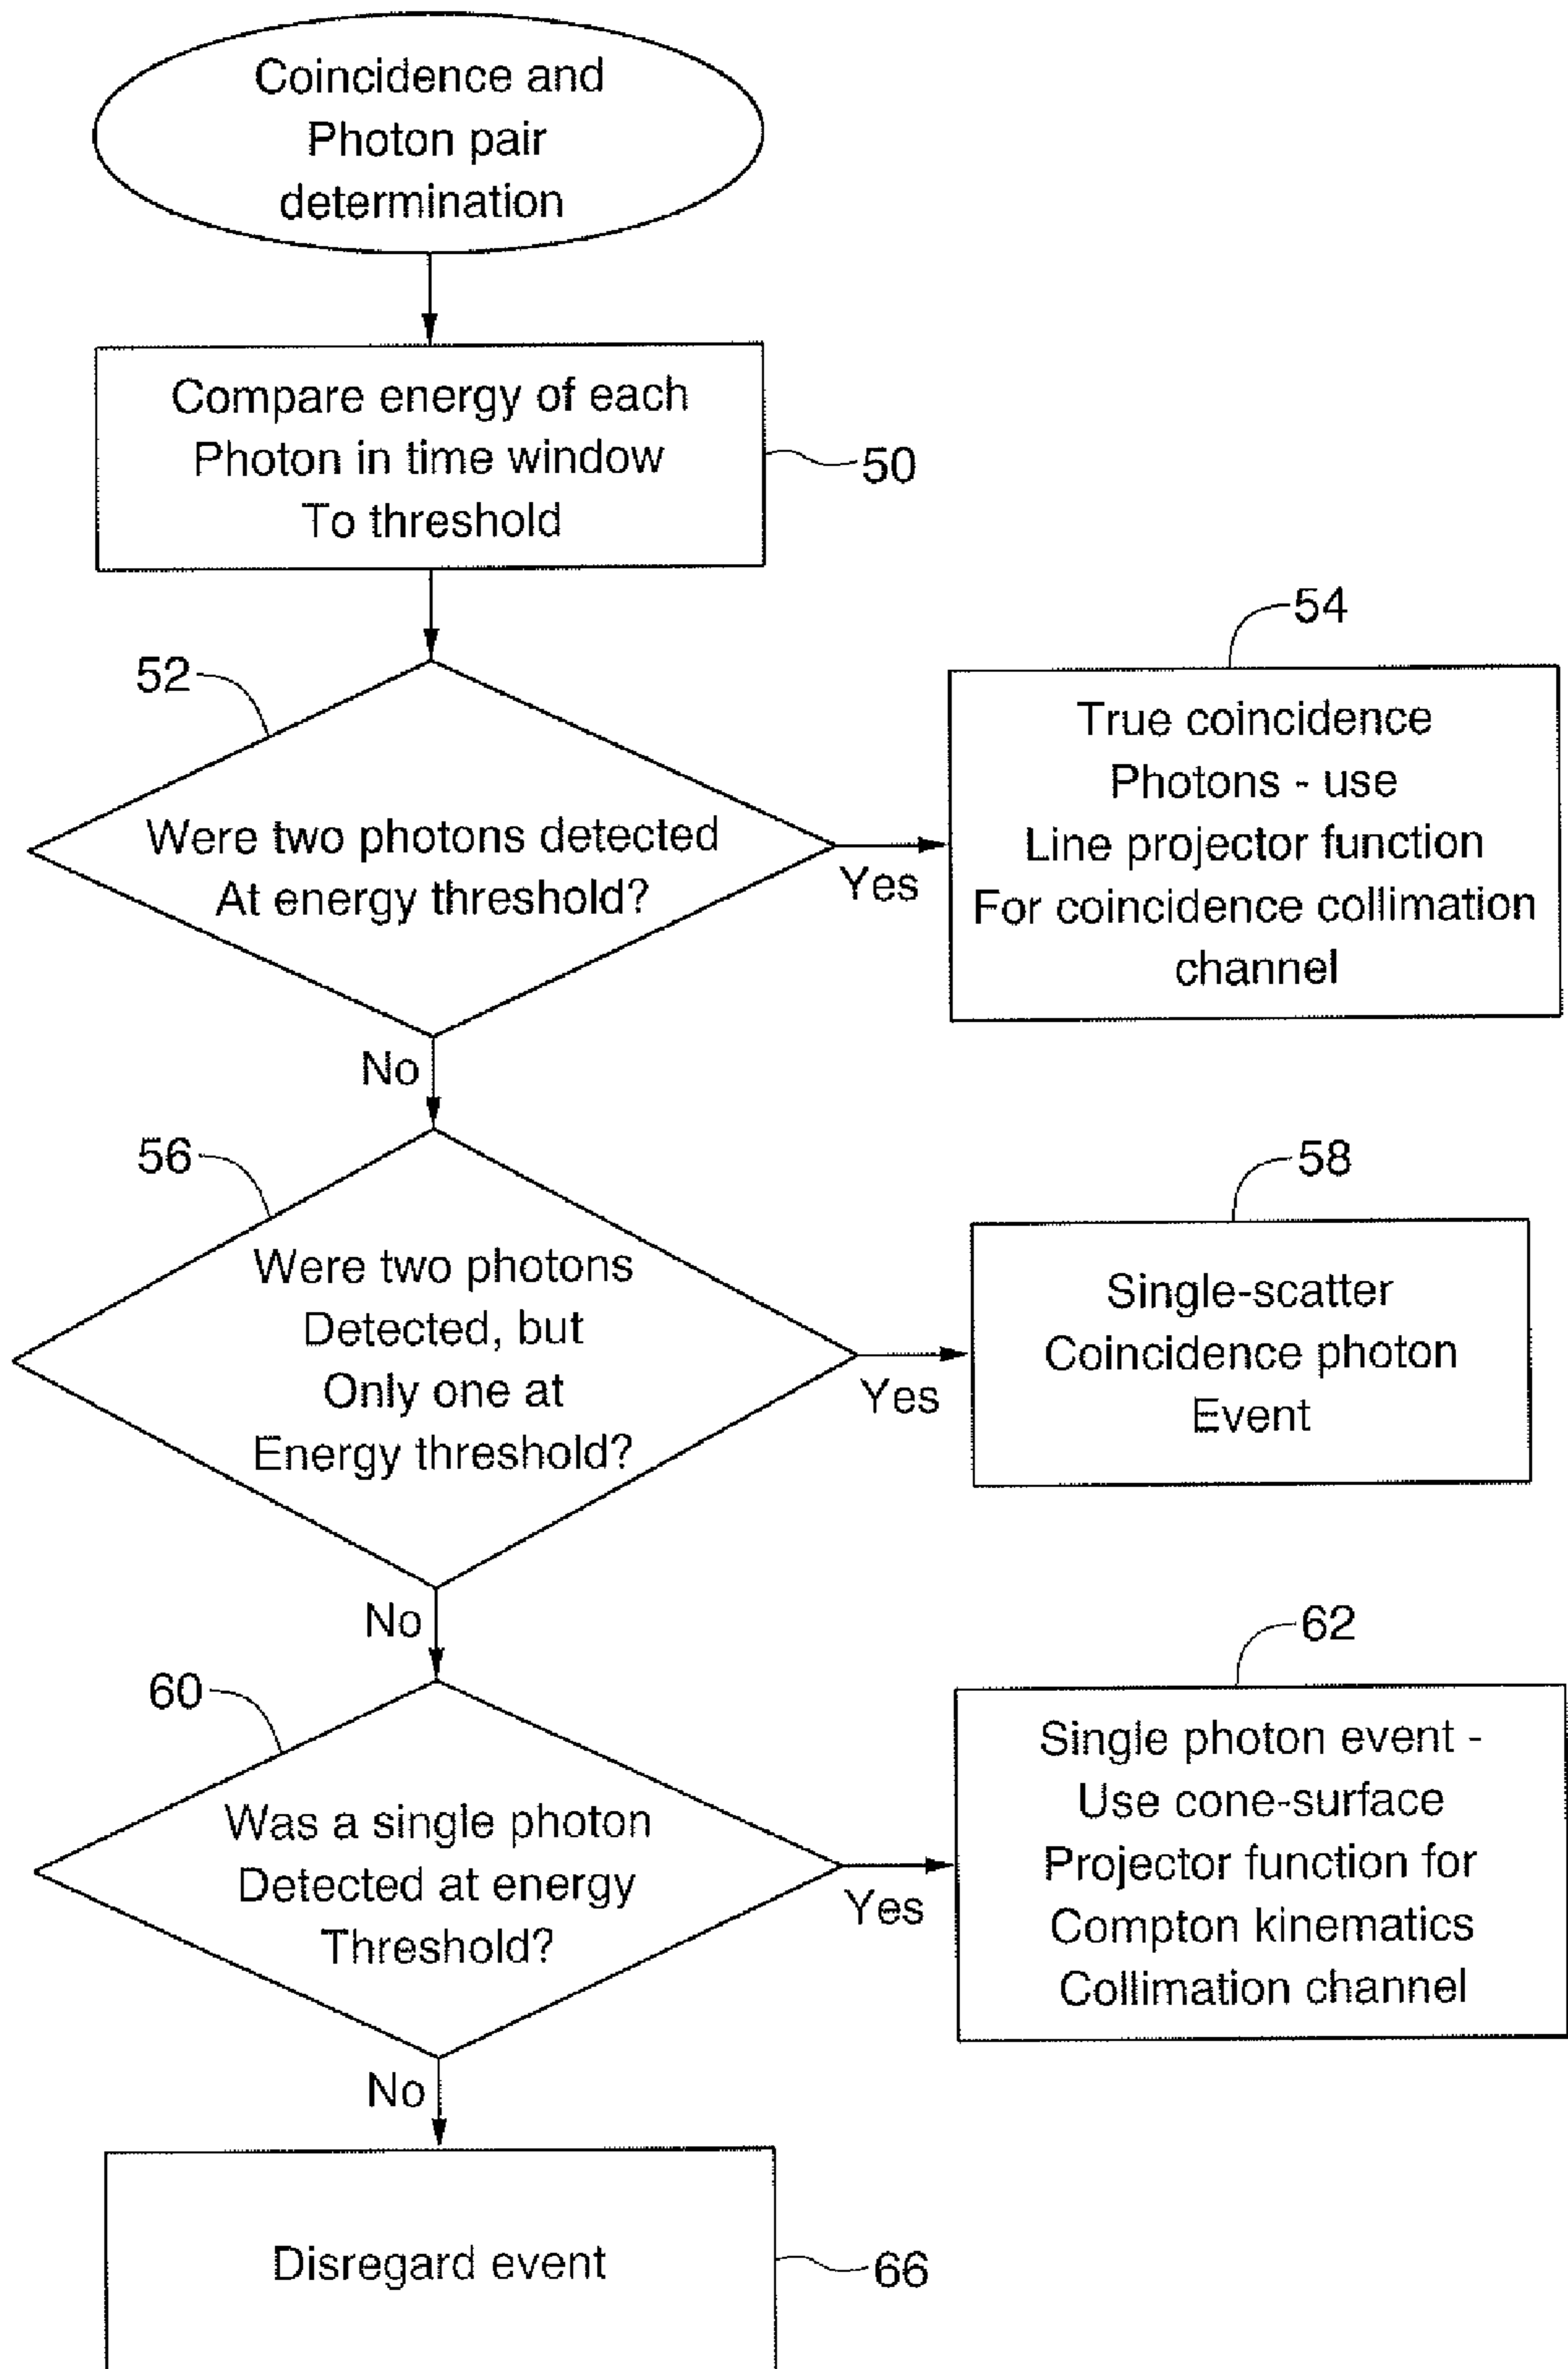 Coincidence and
Photon pair
determination
Compare energy of each
Photon in time window
To threshold
50
52
Were two photons detected
At energy threshold?
Yes
54
True coincidence
Photons - use
Line projector function
For coincidence collimation
channel
No
56
Were two photons
Detected, but
Only one at
Energy threshold?
Yes
58
Single-scatter
Coincidence photon
Event
No
60
Was a single photon
Detected at energy
Threshold?
Yes
62
Single photon event -
Use cone-surface
Projector function for
Compton kinematics
Collimation channel
No
Disregard event
66